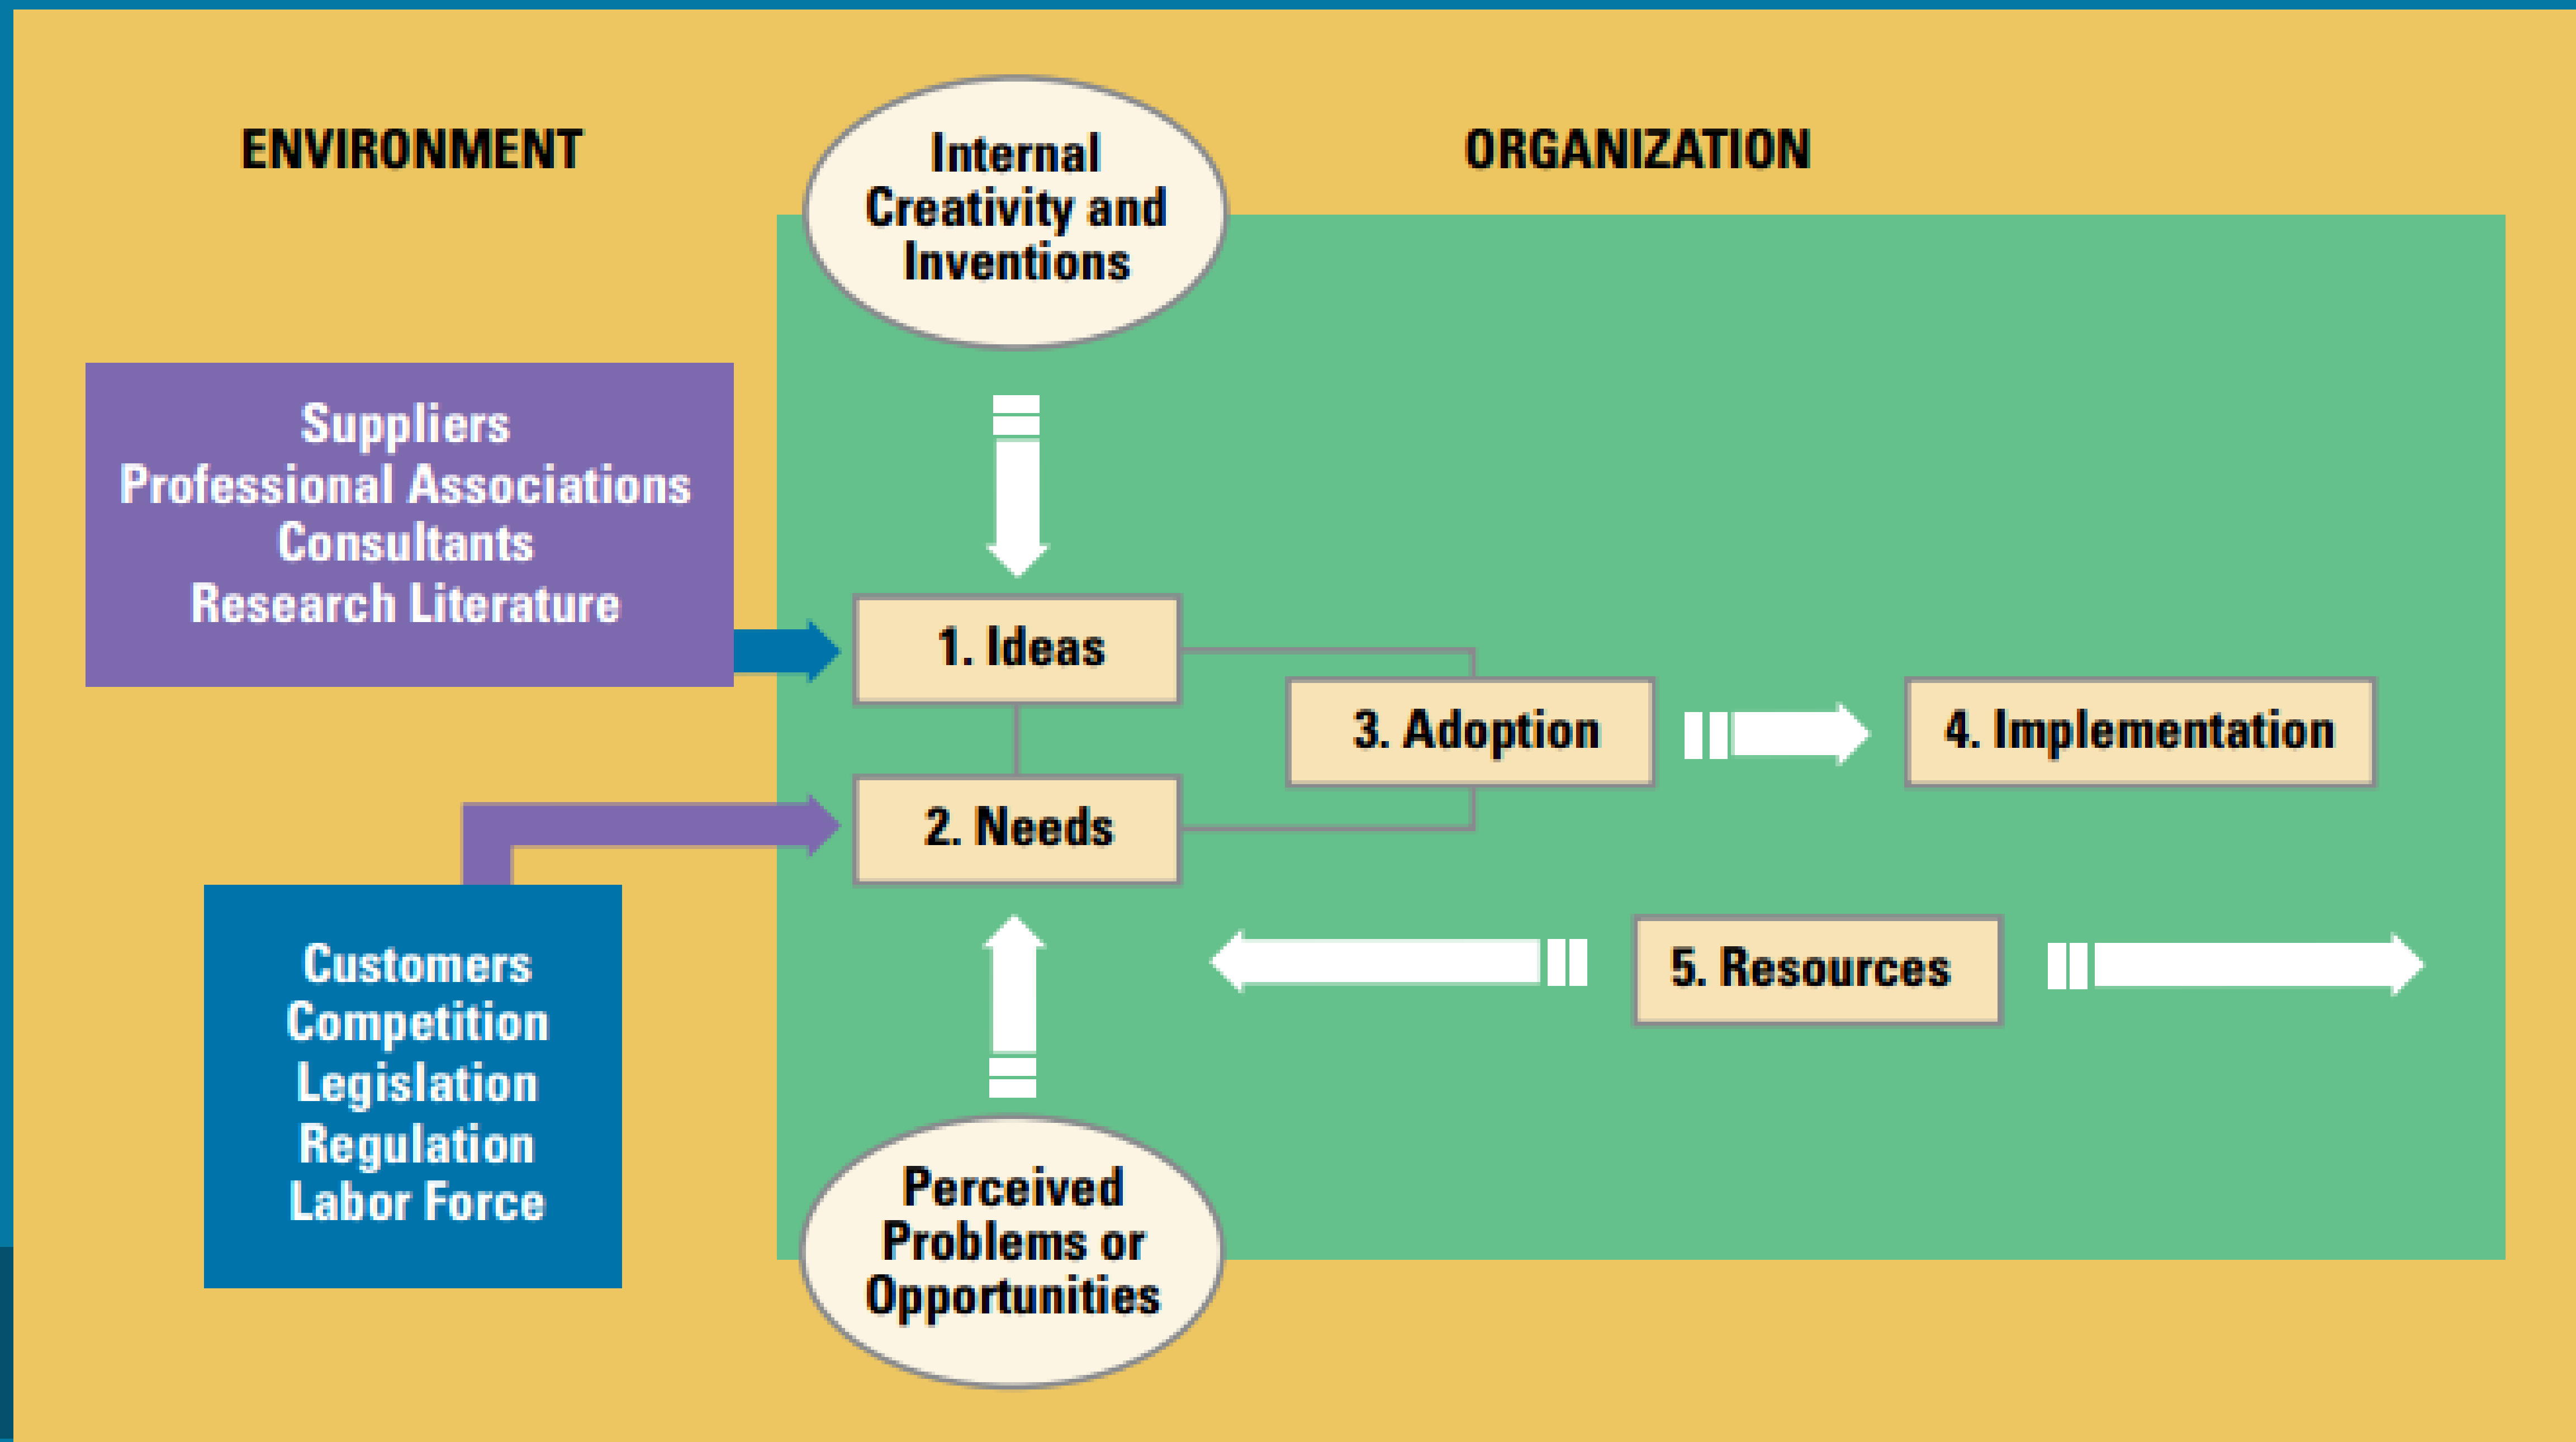 ENVIRONMENT
ORGANIZATION
Internal
Creativity and
Inventions
Suppliers
Professional Associations
Consultants
Research Literature
1. Ideas
3. Adoption
4. Implementation
2. Needs
5. Resources
Customers
Competition
Legislation
Regulation
Labor Force
Perceived
Problems or
Opportunities